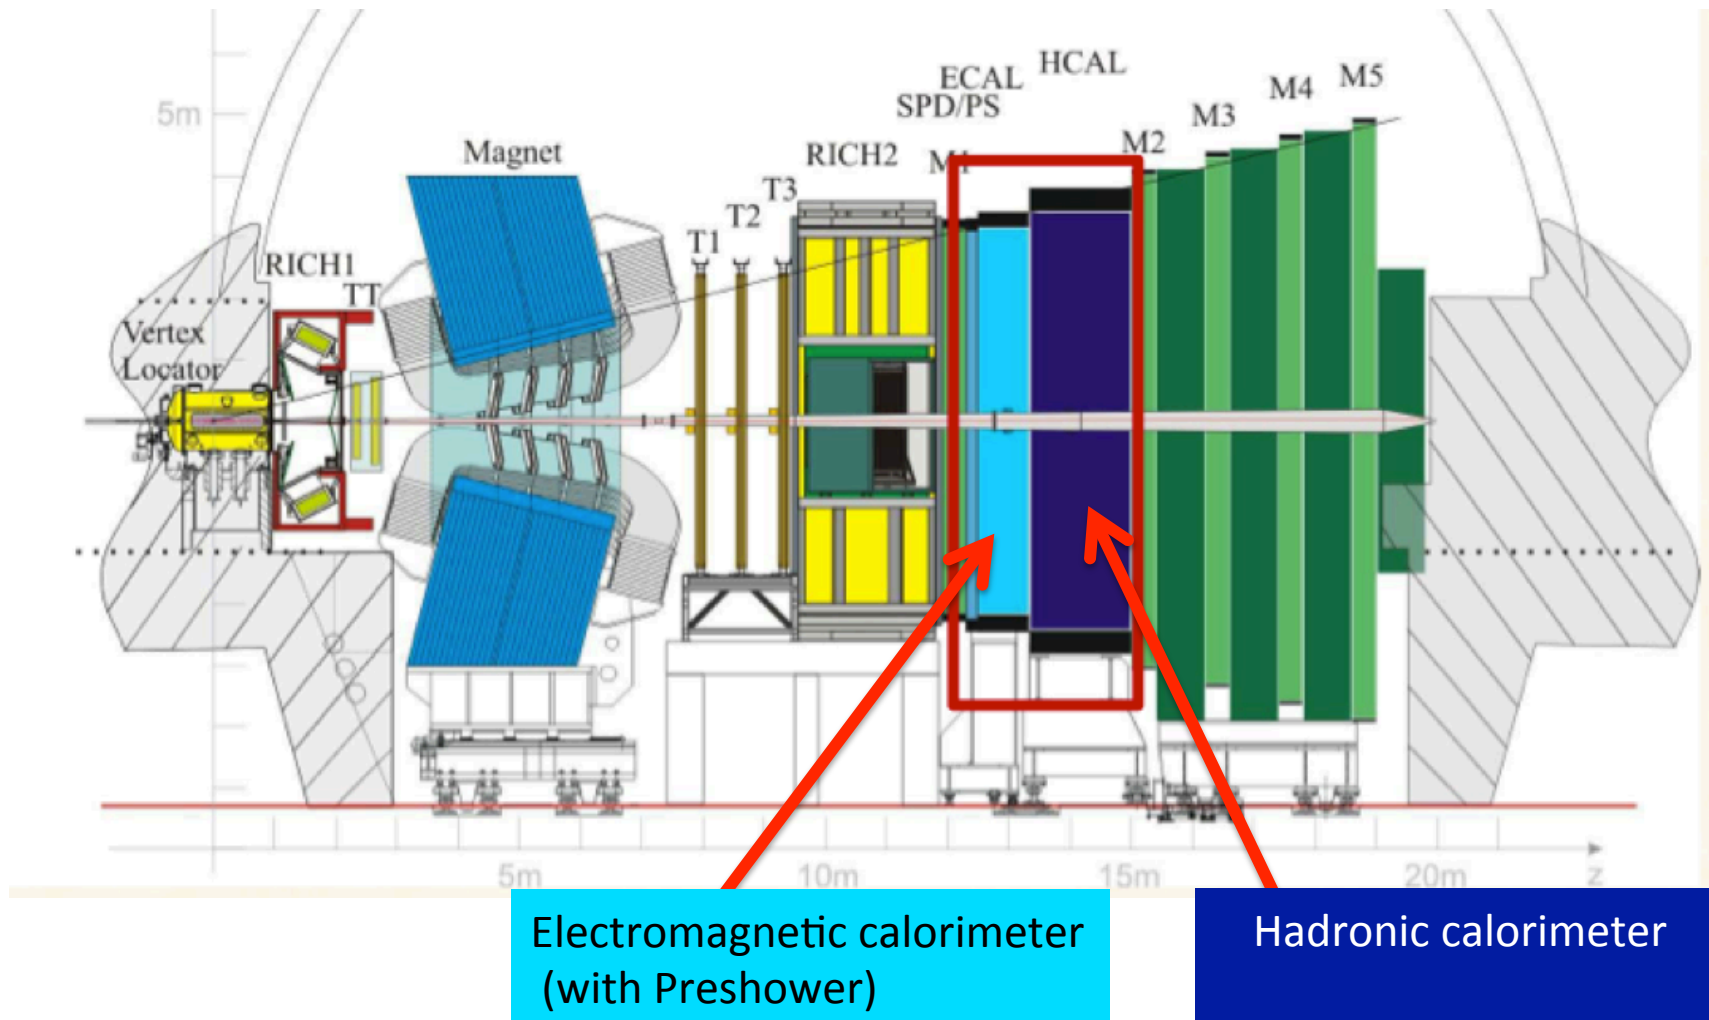 HCAL
ECAL
SPD/PS
M5
M4
M3
M2
M1
5m
Magnet
RICH2
T3
T2
T1
RICH1
TT
Vertex
Locator
5m
10m
15m
20m
z
Electromagnetic calorimeter
(with Preshower)
Hadronic calorimeter